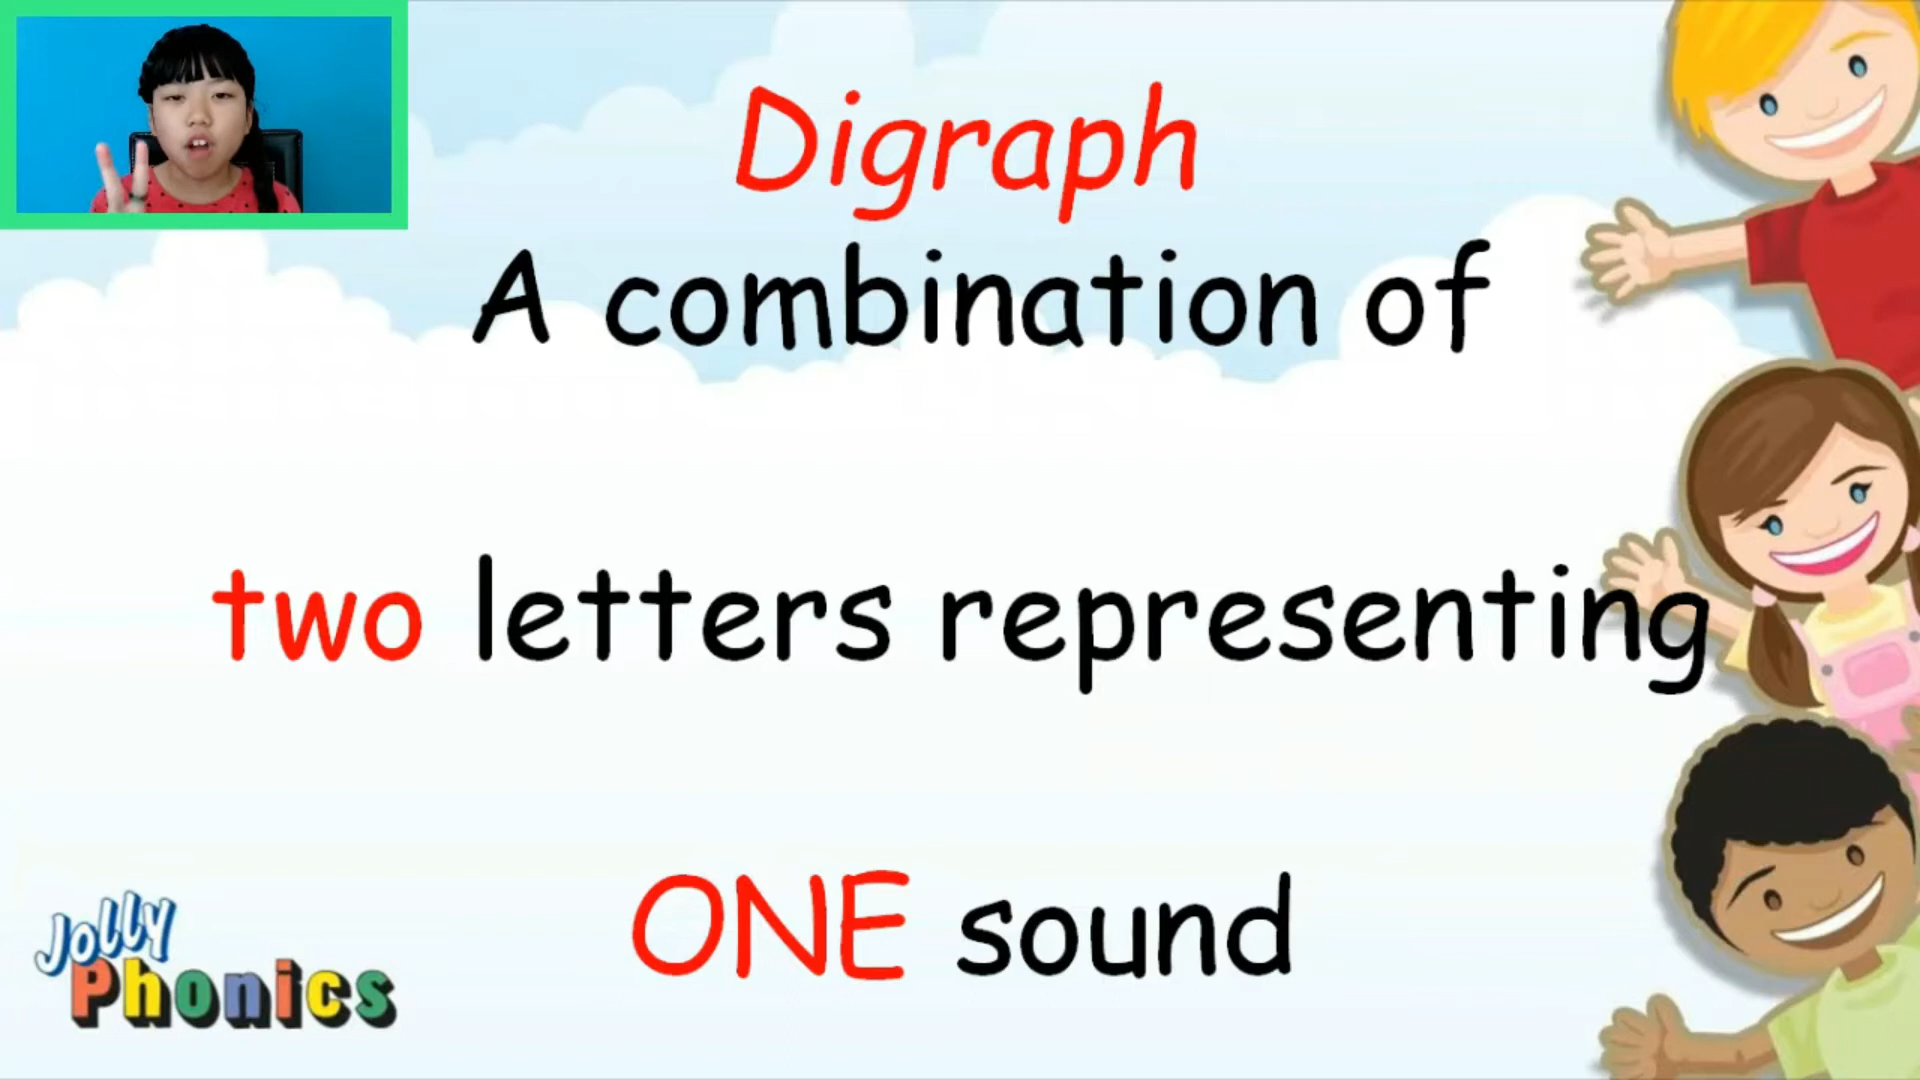 Digraph
A combination of
two letters representing
ONE sound
Jolly
Phonics